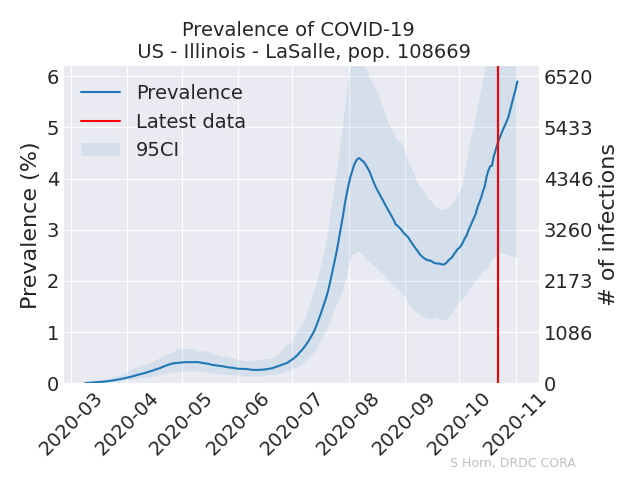 Prevalence of COVID-19
US - Illinois - LaSalle, pop. 108669
Prevalence
Latest data
95CI
Prevalence (%)
6
5
4
3
2
1
0
6520
5433
4346
3260
2173
1086
0
# of infections
2020-03
2020-04
2020-05
2020-06
2020-07
2020-08
2020-09
2020-10
2020-11
S Horn, DRDC CORA